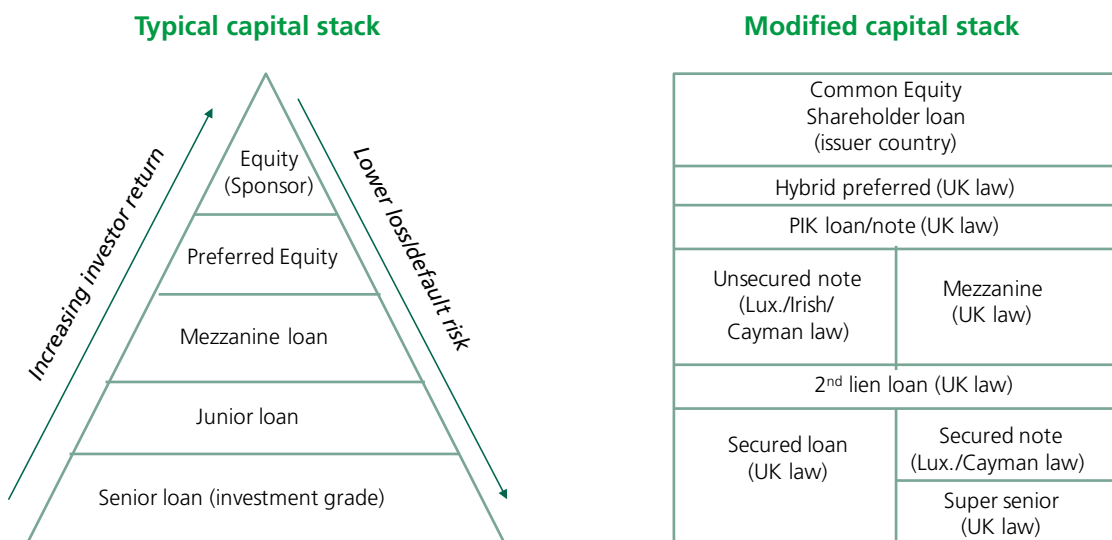 Typical capital stack
Increasing investor return
Lower loss/default risk
Equity
(Sponsor)
Preferred Equity
Mezzanine loan
Junior loan
Senior loan (investment grade)
Modified capital stack
Common Equity
Shareholder loan
(issuer country)
Hybrid preferred (UK law)
PIK loan/note (UK law)
Unsecured note
(Lux./Irish/
Cayman law)
Mezzanine
(UK law)
2nd lien loan (UK law)
Secured loan
(UK law)
Secured note
(Lux./Cayman law)
Super senior
(UK law)